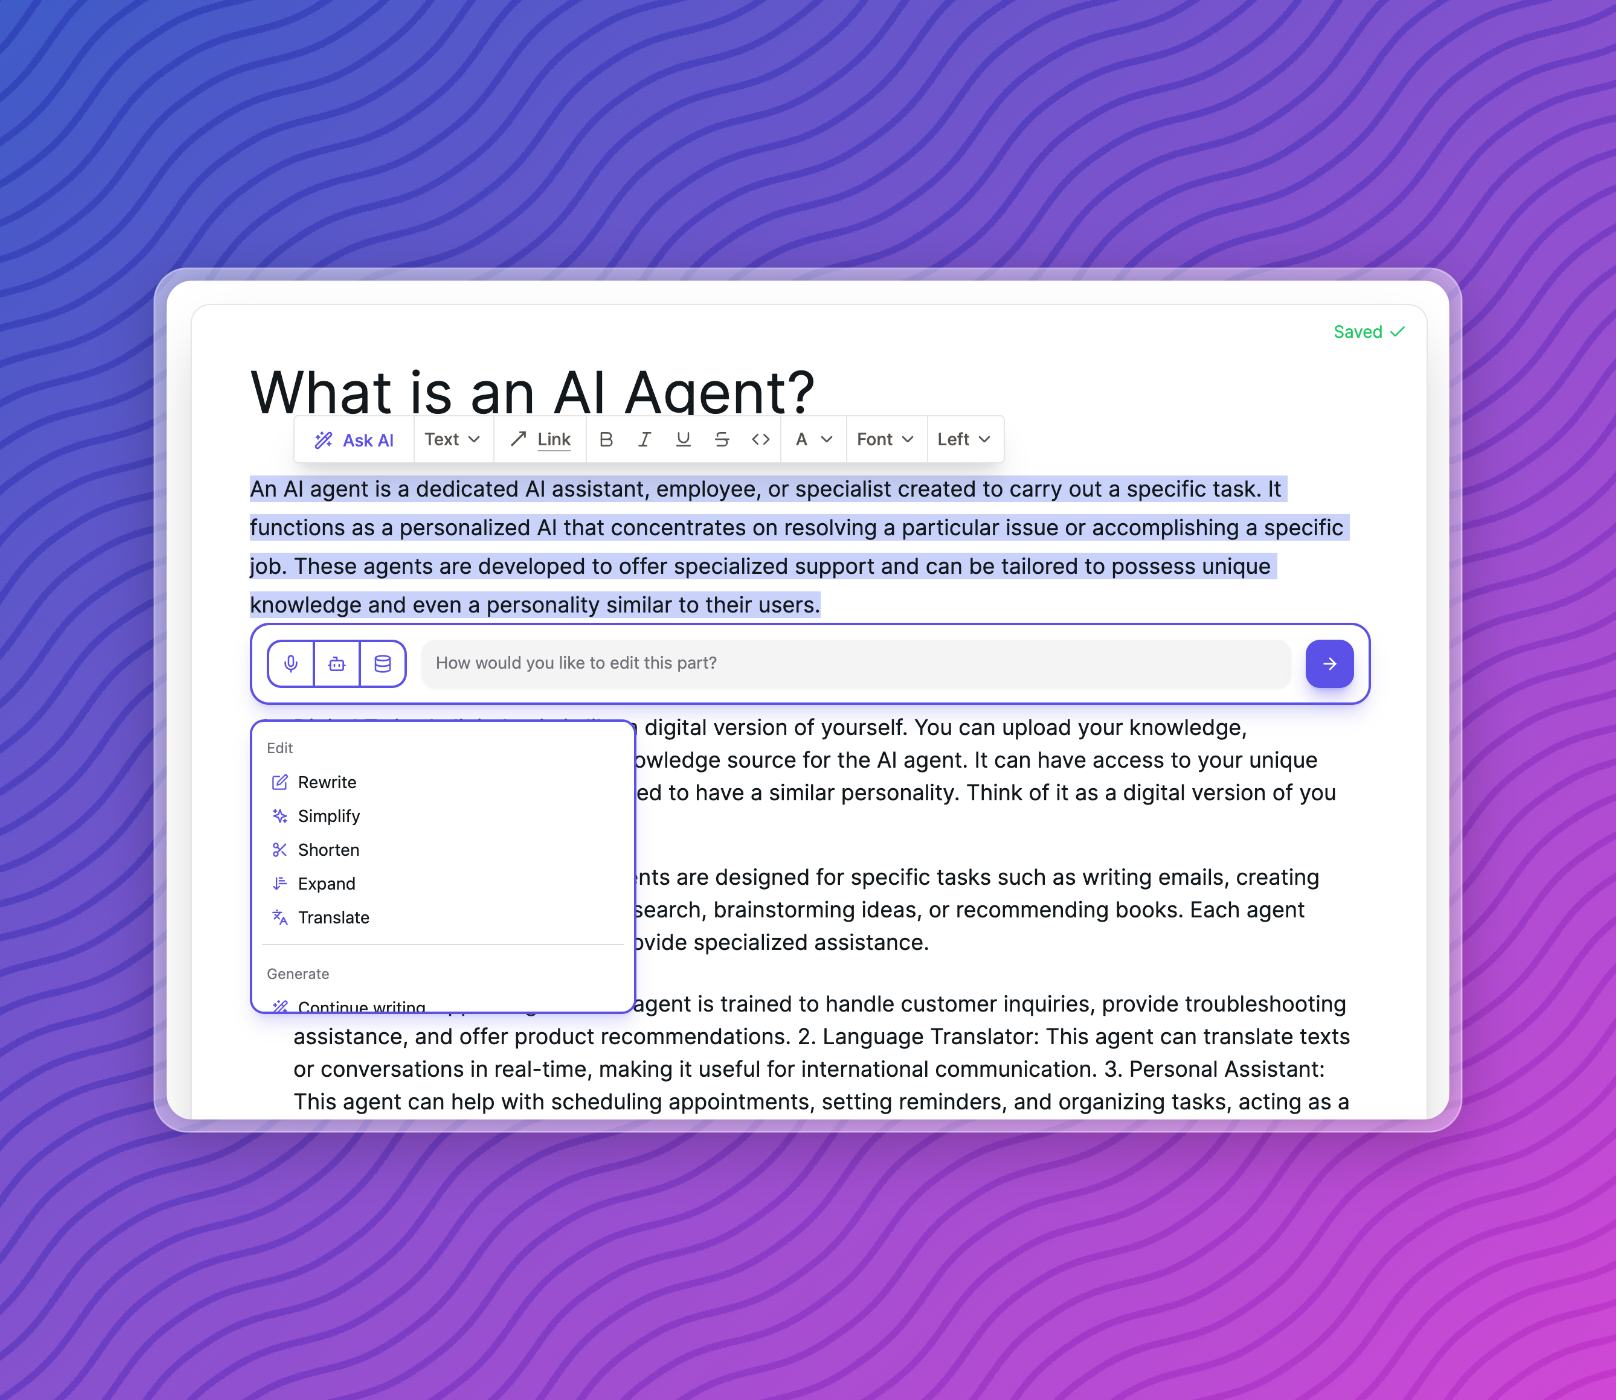 Saved
What is an AI Agent?
Ask AI Text Link B I U S <> A Font Left
An AI agent is a dedicated AI assistant, employee, or specialist created to carry out a specific task. It
functions as a personalized AI that concentrates on resolving a particular issue or accomplishing a specific
job. These agents are developed to offer specialized support and can be tailored to possess unique
knowledge and even a personality similar to their users.
How would you like to edit this part?
digital version of yourself. You can upload your knowledge,
owledge source for the AI agent. It can have access to your unique
ed to have a similar personality. Think of it as a digital version of you
Edit
Rewrite
Simplify
Shorten
Expand
Translate
Generate
Continue writing
nts are designed for specific tasks such as writing emails, creating
search, brainstorming ideas, or recommending books. Each agent
ovide specialized assistance.
agent is trained to handle customer inquiries, provide troubleshooting
assistance, and offer product recommendations. 2. Language Translator: This agent can translate texts
or conversations in real-time, making it useful for international communication. 3. Personal Assistant:
This agent can help with scheduling appointments, setting reminders, and organizing tasks, acting as a